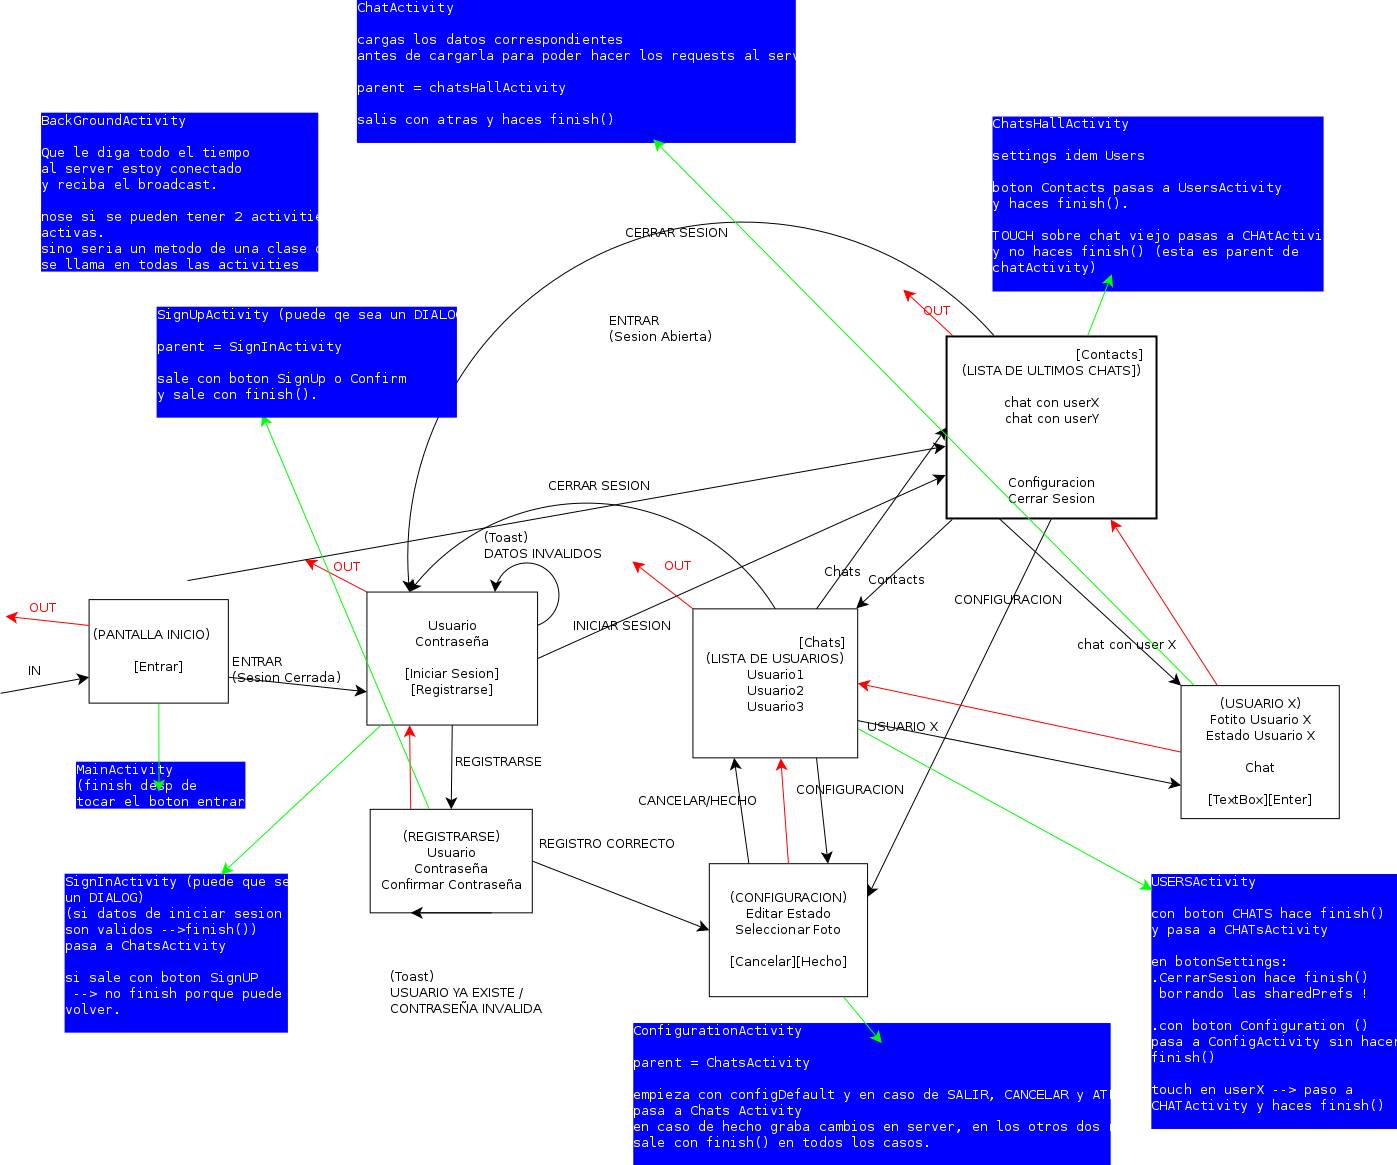 ChatActivity
cargas los datos correspondientes
antes de cargarla para poder hacer los requests al serv
parent = chatsHallActivity
salis con atras y haces finish()
BackGroundActivity
Que le diga todo el tiempo
al server estoy conectado
y reciba el broadcast.
nose si se pueden tener 2 activitie
activas.
sino seria un metodo de una clase
se llama en todas las activities
ChatsHallActivity
settings idem Users
boton Contacts pasas a UsersActivity
y haces finish().
TOUCH sobre chat viejo pasas a CHAtActivi
y no haces finish() (esta es parent de
chatActivity)
SignUpActivity (puede qe sea un DIALO
parent = SignInActivity
sale con boton SignUp o Confirm
y sale con finish().
CERRAR SESION
ENTRAR
(Sesion Abierta)
OUT
[Contacts]
(LISTA DE ULTIMOS CHATS])
chat con userX
chat con userY
Configuracion
Cerrar Sesion
CERRAR SESION
(Toast)
DATOS INVALIDOS
OUT
OUT
Chats
Contacts
CONFIGURACION
INICIAR SESION
chat con user X
OUT
IN
(PANTALLA INICIO)
[Entrar]
ENTRAR
(Sesion Cerrada)
Usuario
Contraseña
[Iniciar Sesion]
[Registrarse]
[Chats]
(LISTA DE USUARIOS)
Usuario1
Usuario2
Usuario3
USUARIO X
(USUARIO X)
Fotito Usuario X
Estado Usuario X
Chat
[TextBox][Enter]
MainActivity
(finish desp de
tocar el boton entrar
REGISTRARSE
CANCELAR/HECHO
CONFIGURACION
(REGISTRARSE)
Usuario
Contraseña
Confirmar Contraseña
REGISTRO CORRECTO
(CONFIGURACION)
Editar Estado
Seleccionar Foto
[Cancelar][Hecho]
SignInActivity (puede que se
un DIALOG)
(si datos de iniciar sesion
son validos -->finish())
pasa a ChatsActivity
si sale con boton SignUP
--> no finish porque puede
volver.
(Toast)
USUARIO YA EXISTE /
CONTRASEÑA INVALIDA
USERSActivity
con boton CHATS hace finish()
y pasa a CHATsActivity
en botonSettings:
.CerrarSesion hace finish()
borrando las sharedPrefs !
.con boton Configuration ()
pasa a ConfigActivity sin hacer
finish()
touch en userX --> paso a
CHATActivity y haces finish()
ConfigurationActivity
parent = ChatsActivity
empieza con configDefault y en caso de SALIR, CANCELAR y AT
pasa a Chats Activity
en caso de hecho graba cambios en server, en los otros dos
sale con finish() en todos los casos.